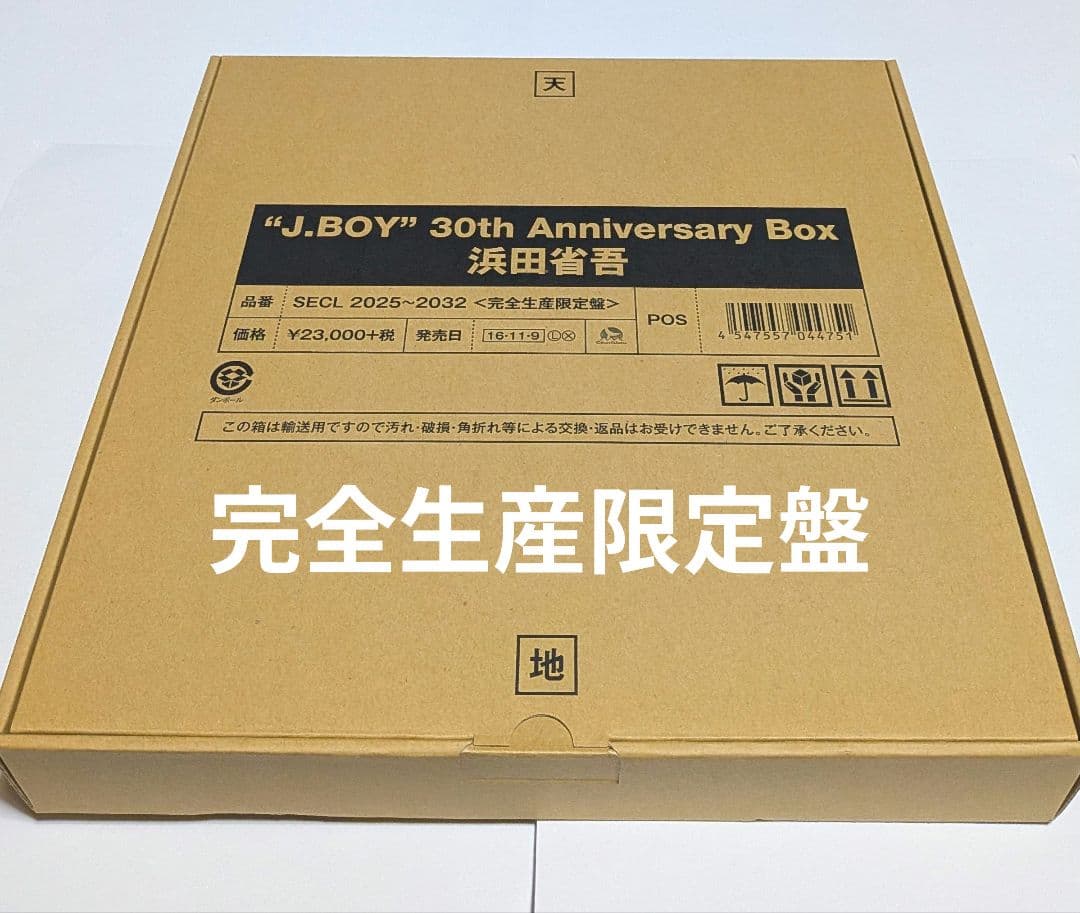 天
“J.BOY” 30th Anniversary Box
浜田省吾
品番 SECL 2025~2032 <完全生産限定盤>
価格 ¥23,000+税 発売日 16・11・9 Ⓛ Ⓧ
POS
4 547557 044751
ダンボール
この箱は輸送用ですので汚れ・破損・角折れ等による交換・返品はお受けできません。ご了承ください。
完全生産限定盤
地